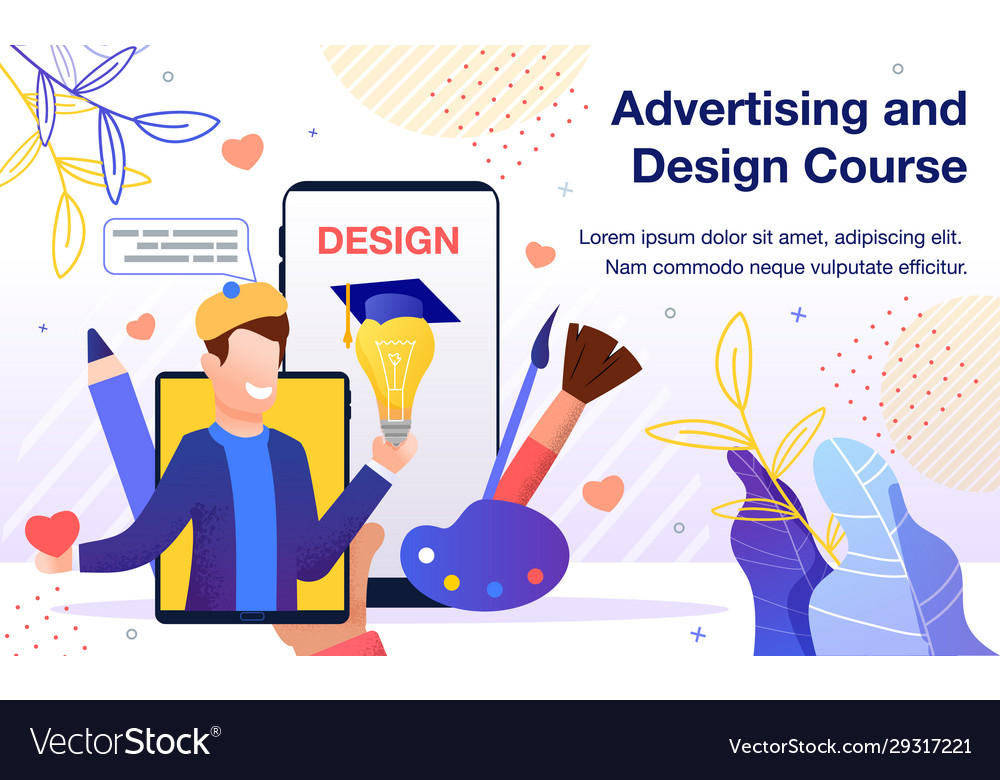 Advertising and
Design Course
Lorem ipsum dolor sit amet, adipiscing elit.
Nam commodo neque vulputate efficitur.
DESIGN
VectorStock®
VectorStock.com/29317221